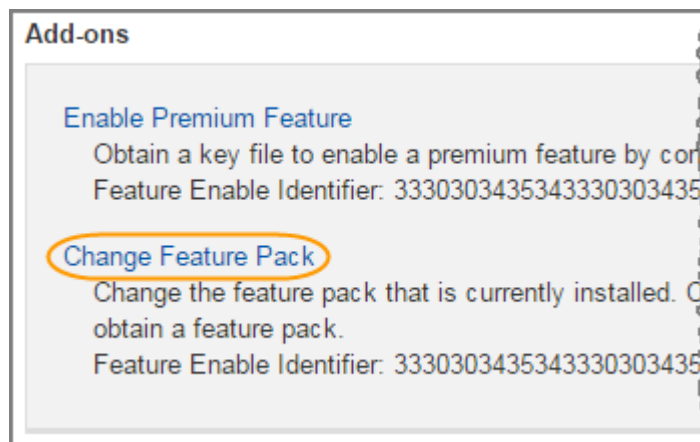 Add-ons
Enable Premium Feature
Obtain a key file to enable a premium feature by con
Feature Enable Identifier: 3330303435343330303435
Change Feature Pack
Change the feature pack that is currently installed.
obtain a feature pack.
Feature Enable Identifier: 3330303435343330303435